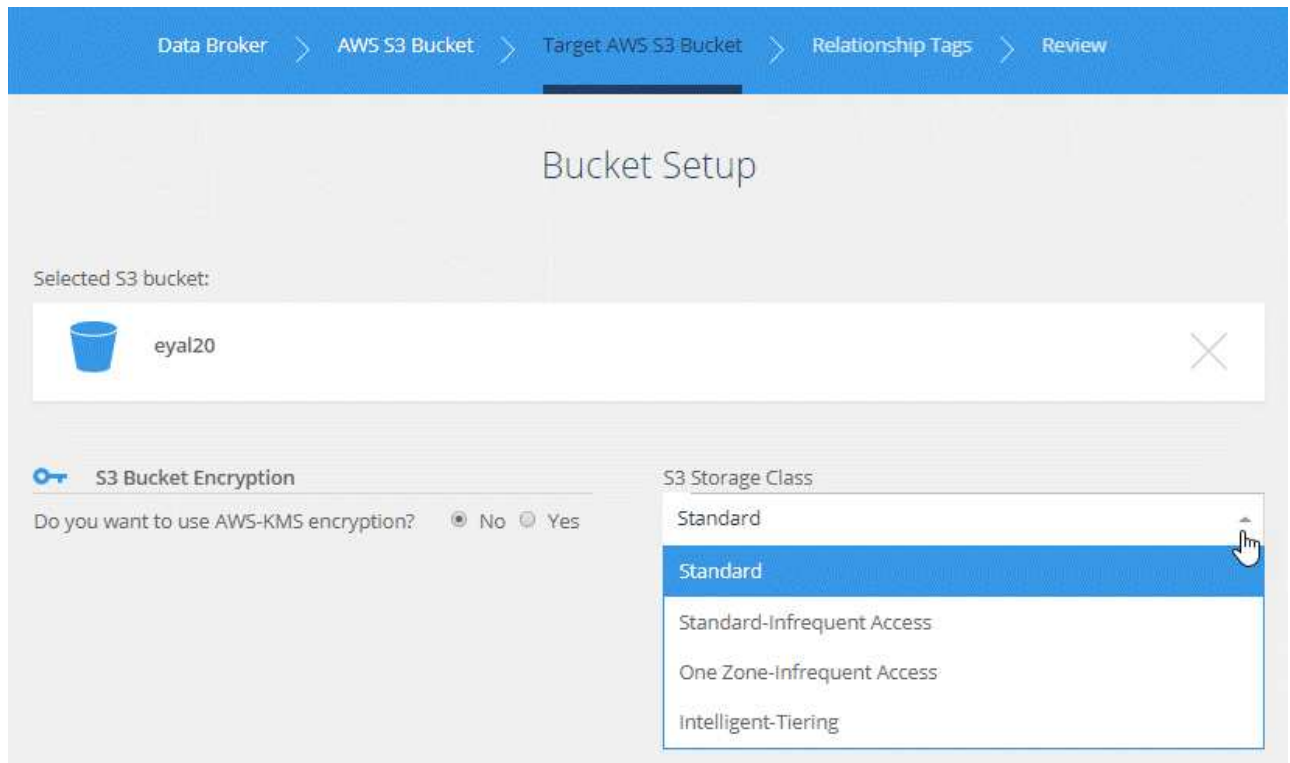 Data Broker > AWS S3 Bucket > Target AWS S3 Bucket > Relationship Tags > Review
Bucket Setup
Selected S3 bucket:
eyal20
S3 Bucket Encryption
Do you want to use AWS-KMS encryption? No Yes
S3 Storage Class
Standard
Standard
Standard-Infrequent Access
One Zone-Infrequent Access
Intelligent-Tiering